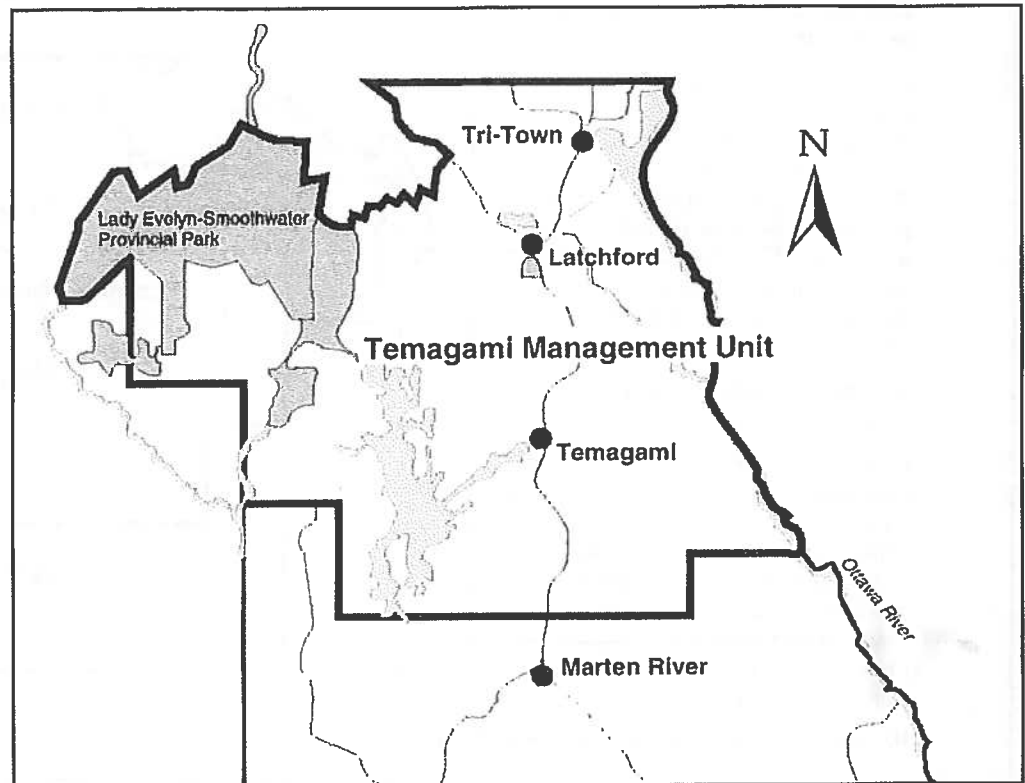 Tri-Town
N
Lady Evelyn-Smoothwater
Provincial Park
Latchford
Temagami Management Unit
Temagami
Ottawa River
Marten River